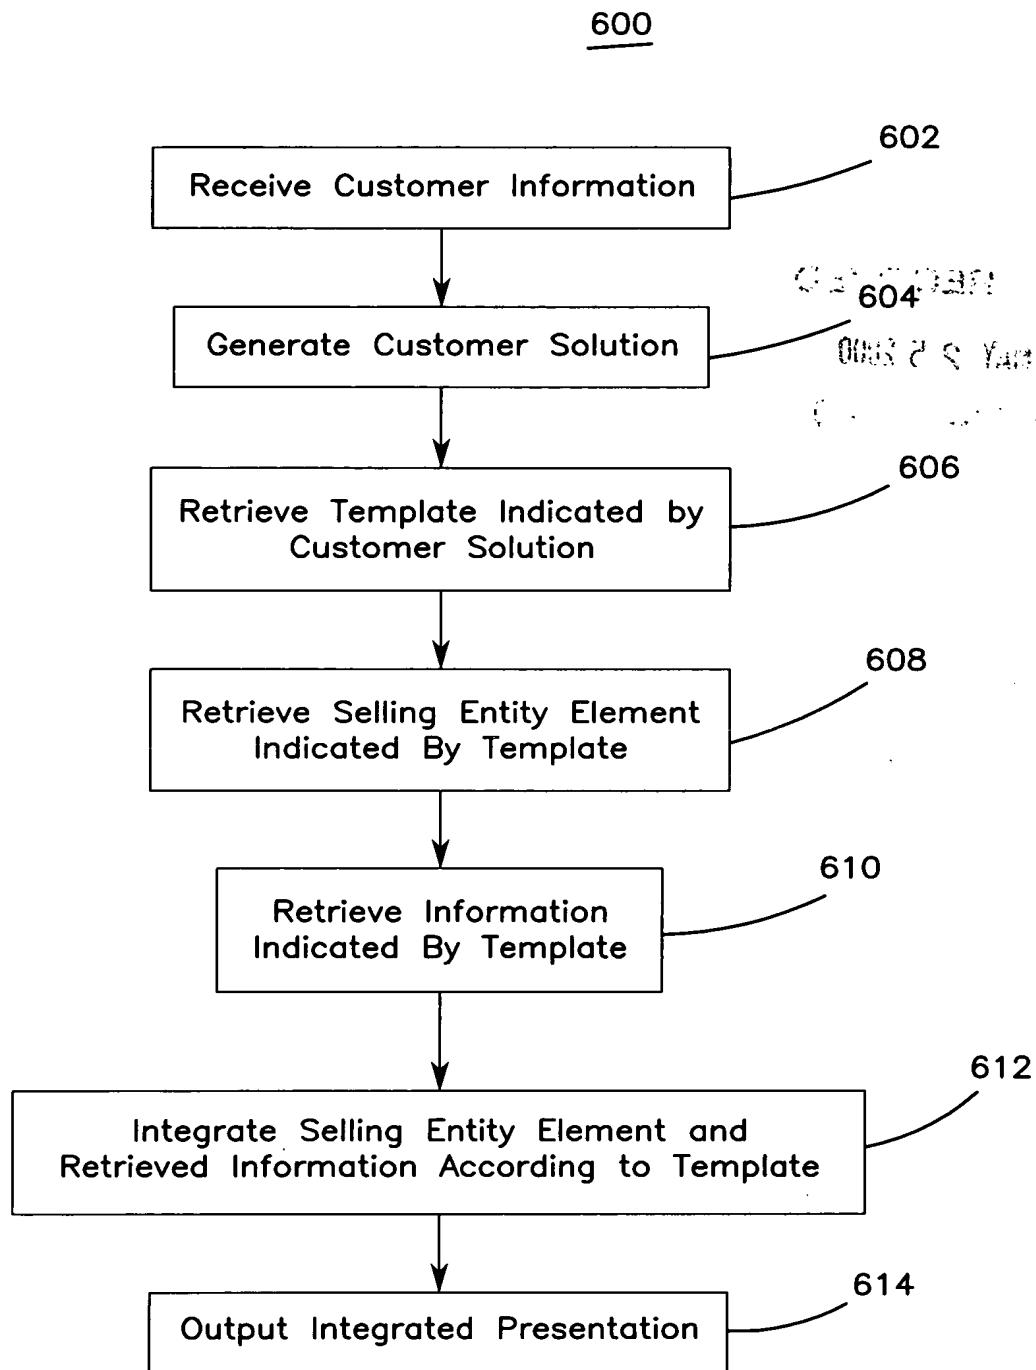 600
602
Receive Customer Information
604
Generate Customer Solution
606
Retrieve Template Indicated by
Customer Solution
608
Retrieve Selling Entity Element
Indicated By Template
610
Retrieve Information
Indicated By Template
612
Integrate Selling Entity Element and
Retrieved Information According to Template
614
Output Integrated Presentation